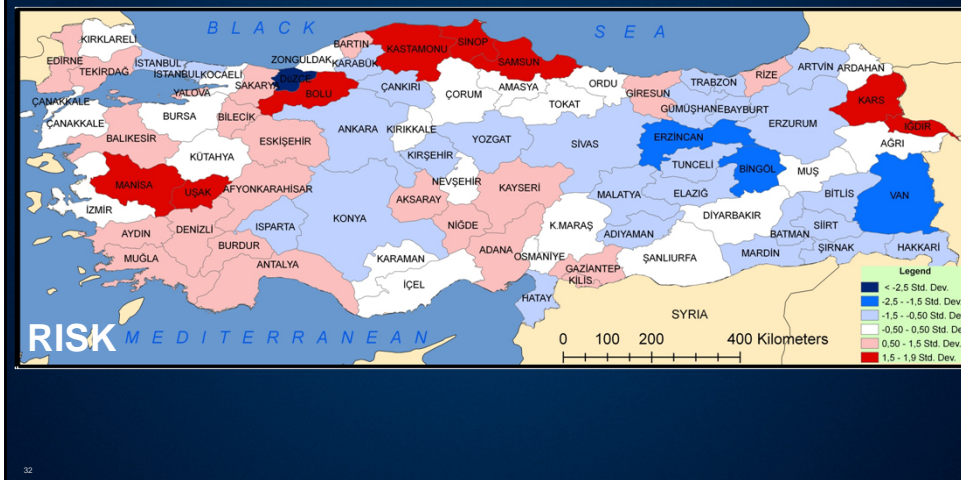 BLACK SEA
KIRKLARELİ
EDİRNE
TEKİRDAĞ
İSTANBUL
İSTANBUL
KOCAELİ
YALOVA
SAKARYA
DÜZCE
ZONGULDAK
BARTIN
KARABÜK
KASTAMONU
SİNOP
SAMSUN
BOLU
ÇANKIRI
ÇORUM
AMASYA
TOKAT
ORDU
GİRESUN
TRABZON
RİZE
ARTVİN
ARDAHAN
KARS
IĞDIR
AĞRI
GÜMÜŞHANE
BAYBURT
ERZURUM
ERZİNCAN
ÇANAKKALE
ÇANAKKALE
BALIKESİR
BURSA
BİLECİK
ESKİŞEHİR
KÜTAHYA
ANKARA
KIRIKKALE
KIRŞEHİR
YOZGAT
SİVAS
TUNCELİ
BİNGÖL
MUŞ
VAN
MANİSA
UŞAK
AFYONKARAHİSAR
İZMİR
AYDIN
DENİZLİ
MUĞLA
BURDUR
ISPARTA
ANTALYA
KONYA
AKSARAY
NEVŞEHİR
NİĞDE
KAYSERİ
MALATYA
ELAZIĞ
DİYARBAKIR
BİTLİS
BATMAN
SİİRT
ŞIRNAK
HAKKARİ
MARDİN
K.MARAŞ
ADIYAMAN
ŞANLIURFA
KARAMAN
İÇEL
ADANA
OSMANİYE
GAZİANTEP
KİLİS
HATAY
SYRIA
RISK
MEDITERRANEAN
0 100 200 400 Kilometers
Legend
< -2,5 Std. Dev.
-2,5 - -1,5 Std. Dev.
-1,5 - -0,50 Std. De
-0,50 - 0,50 Std. De
0,50 - 1,5 Std. Dev.
1,5 - 1,9 Std. Dev.
32